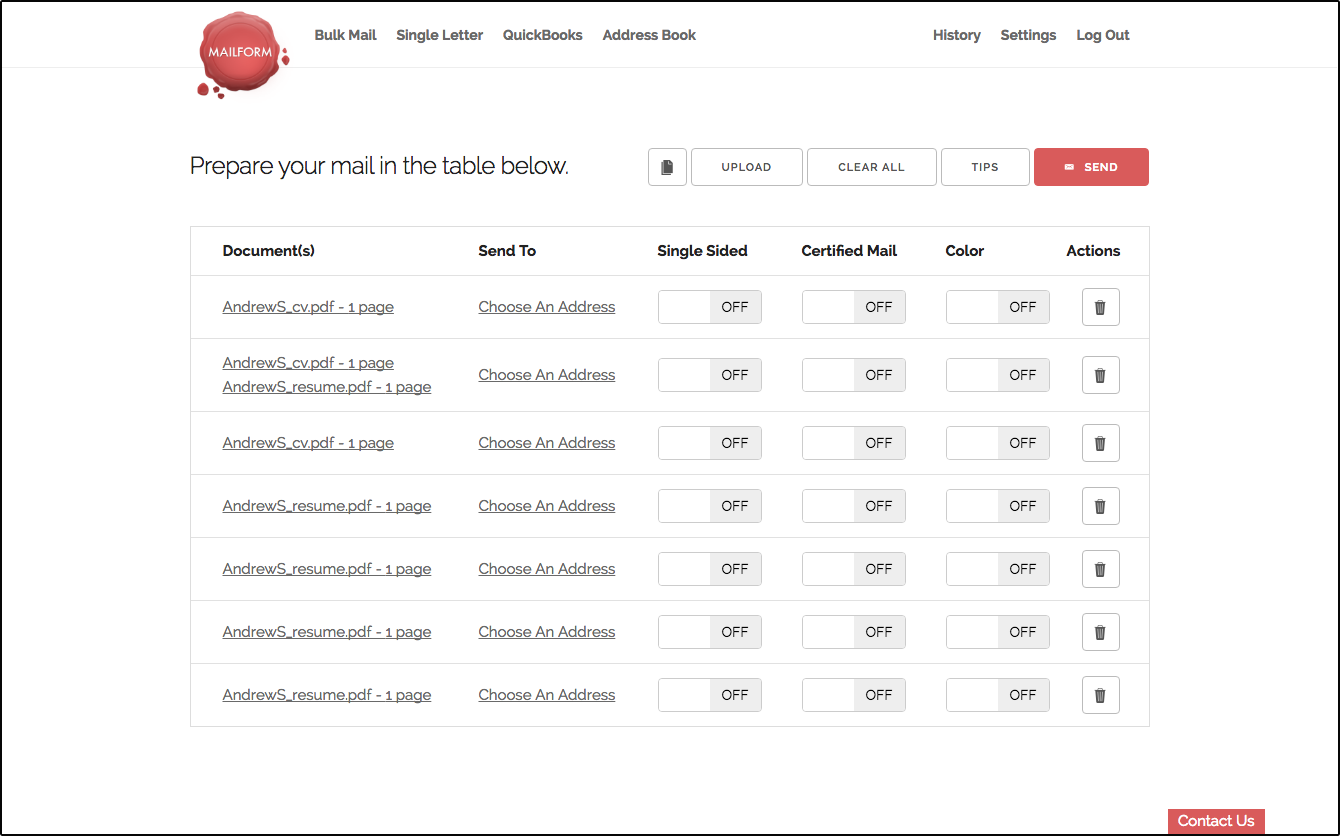 MAILFORM
Bulk Mail Single Letter QuickBooks Address Book History Settings Log Out
Prepare your mail in the table below. UPLOAD CLEAR ALL TIPS SEND
Document(s) Send To Single Sided Certified Mail Color Actions
AndrewS_cv.pdf - 1 page Choose An Address OFF OFF OFF
AndrewS_cv.pdf - 1 page
AndrewS_resume.pdf - 1 page Choose An Address OFF OFF OFF
AndrewS_cv.pdf - 1 page Choose An Address OFF OFF OFF
AndrewS_resume.pdf - 1 page Choose An Address OFF OFF OFF
AndrewS_resume.pdf - 1 page Choose An Address OFF OFF OFF
AndrewS_resume.pdf - 1 page Choose An Address OFF OFF OFF
AndrewS_resume.pdf - 1 page Choose An Address OFF OFF OFF
Contact Us